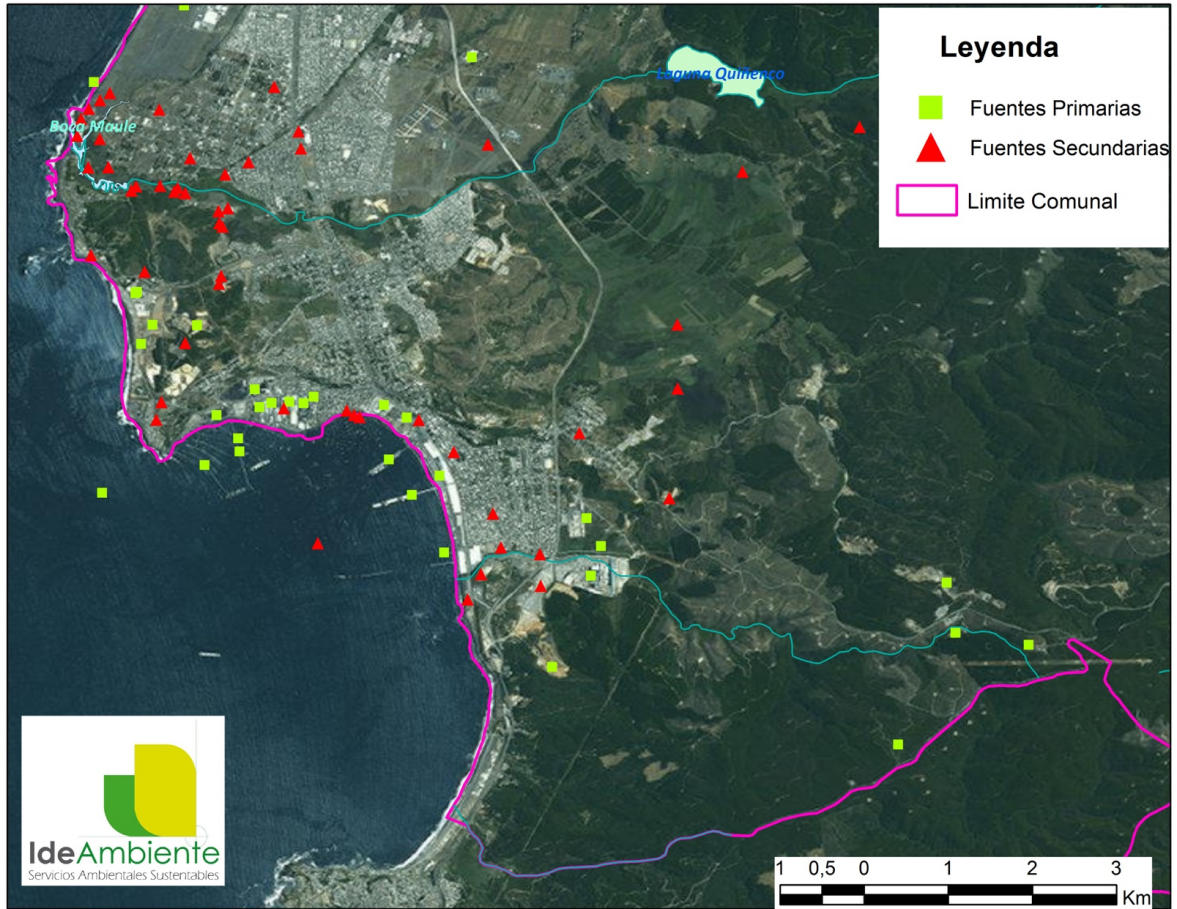 Leyenda
Fuentes Primarias
Fuentes Secundarias
Limite Comunal
Laguna Quiñenco
Boca Maule
IdeAmbiente
Servicios Ambientales Sustentables
1 0,5 0 1 2 3
Km